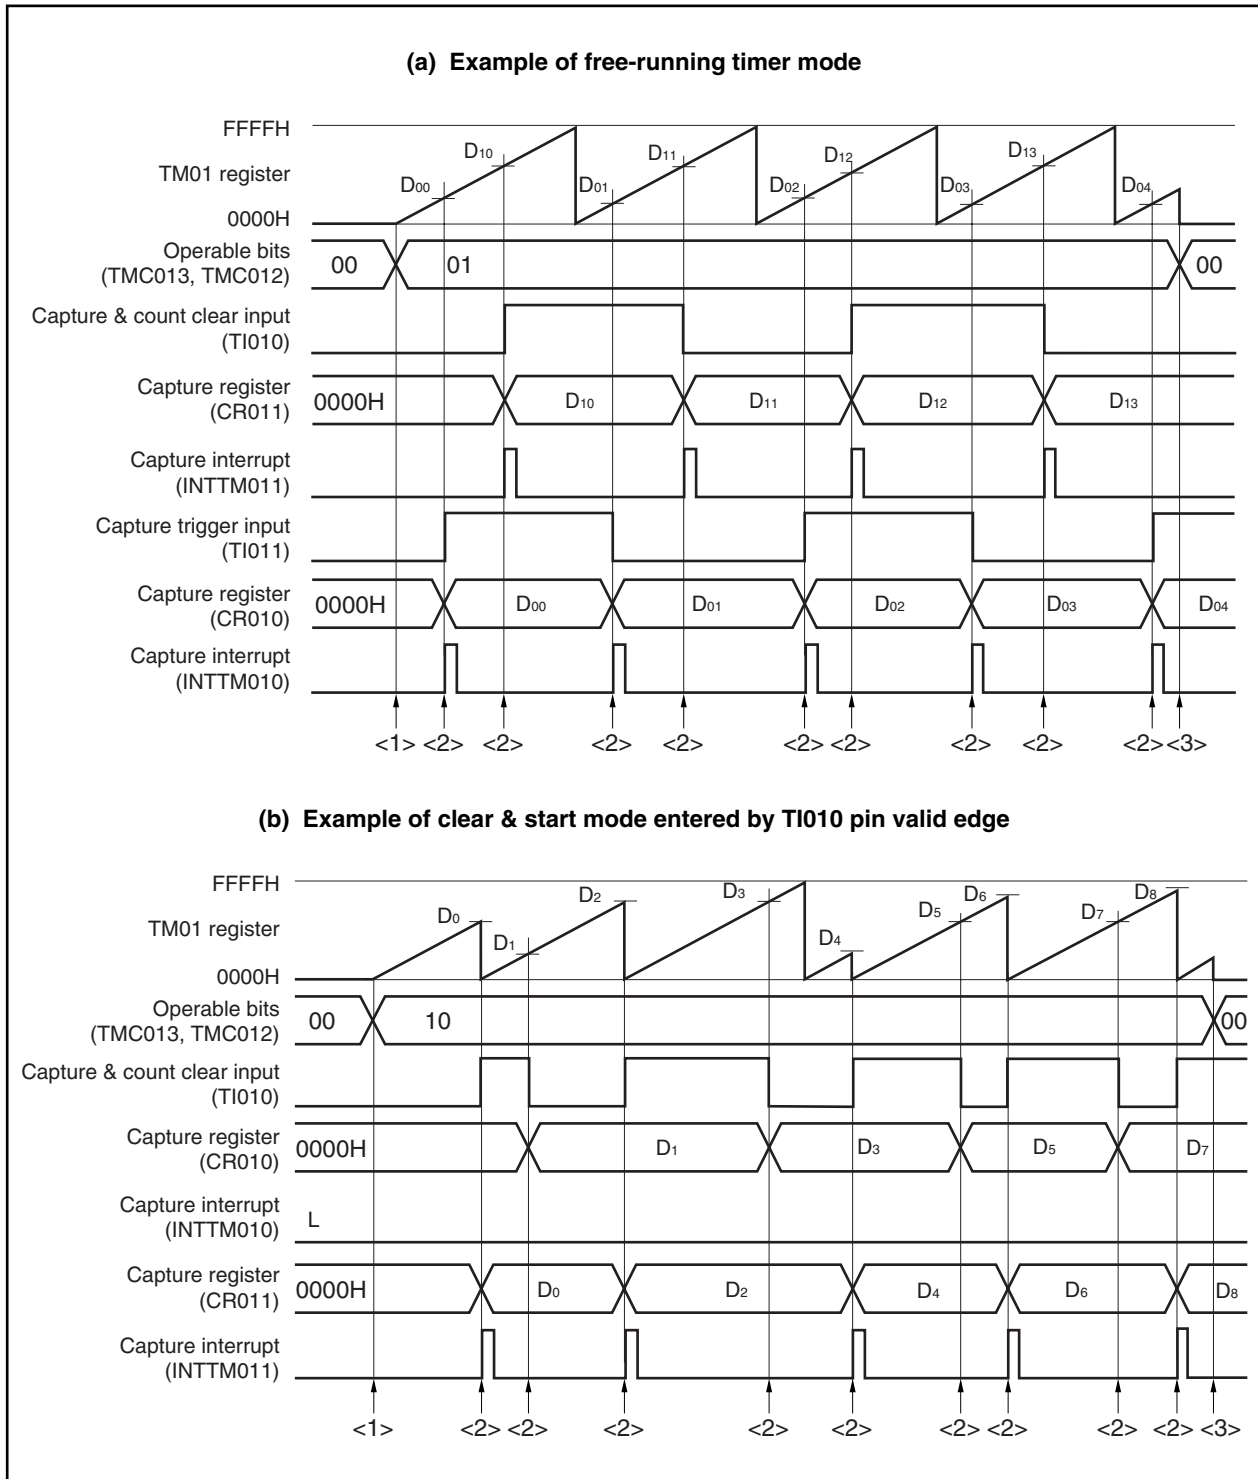 (a) Example of free-running timer mode
FFFFH
TM01 register
0000H
D10 D11 D12 D13
D00 D01 D02 D03 D04
Operable bits
(TMC013, TMC012)
00 01 00
Capture & count clear input
(TI010)
Capture register
(CR011)
0000H D10 D11 D12 D13
Capture interrupt
(INTTM011)
Capture trigger input
(TI011)
Capture register
(CR010)
0000H D00 D01 D02 D03 D04
Capture interrupt
(INTTM010)
<1> <2> <2> <2> <2> <2> <2> <2> <2> <2> <3>
(b) Example of clear & start mode entered by TI010 pin valid edge
FFFFH
TM01 register
0000H
D0 D1 D2 D3 D4 D5 D6 D7 D8
Operable bits
(TMC013, TMC012)
00 10 00
Capture & count clear input
(TI010)
Capture register
(CR010)
0000H D1 D3 D5 D7
Capture interrupt
(INTTM010)
L
Capture register
(CR011)
0000H D0 D2 D4 D6 D8
Capture interrupt
(INTTM011)
<1> <2> <2> <2> <2> <2> <2> <2> <2> <2> <3>